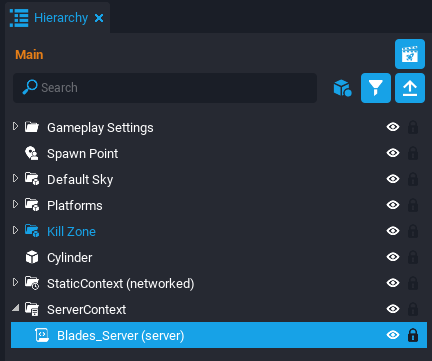 Hierarchy
Main
Search
Gameplay Settings
Spawn Point
Default Sky
Platforms
Kill Zone
Cylinder
StaticContext (networked)
ServerContext
Blades_Server (server)